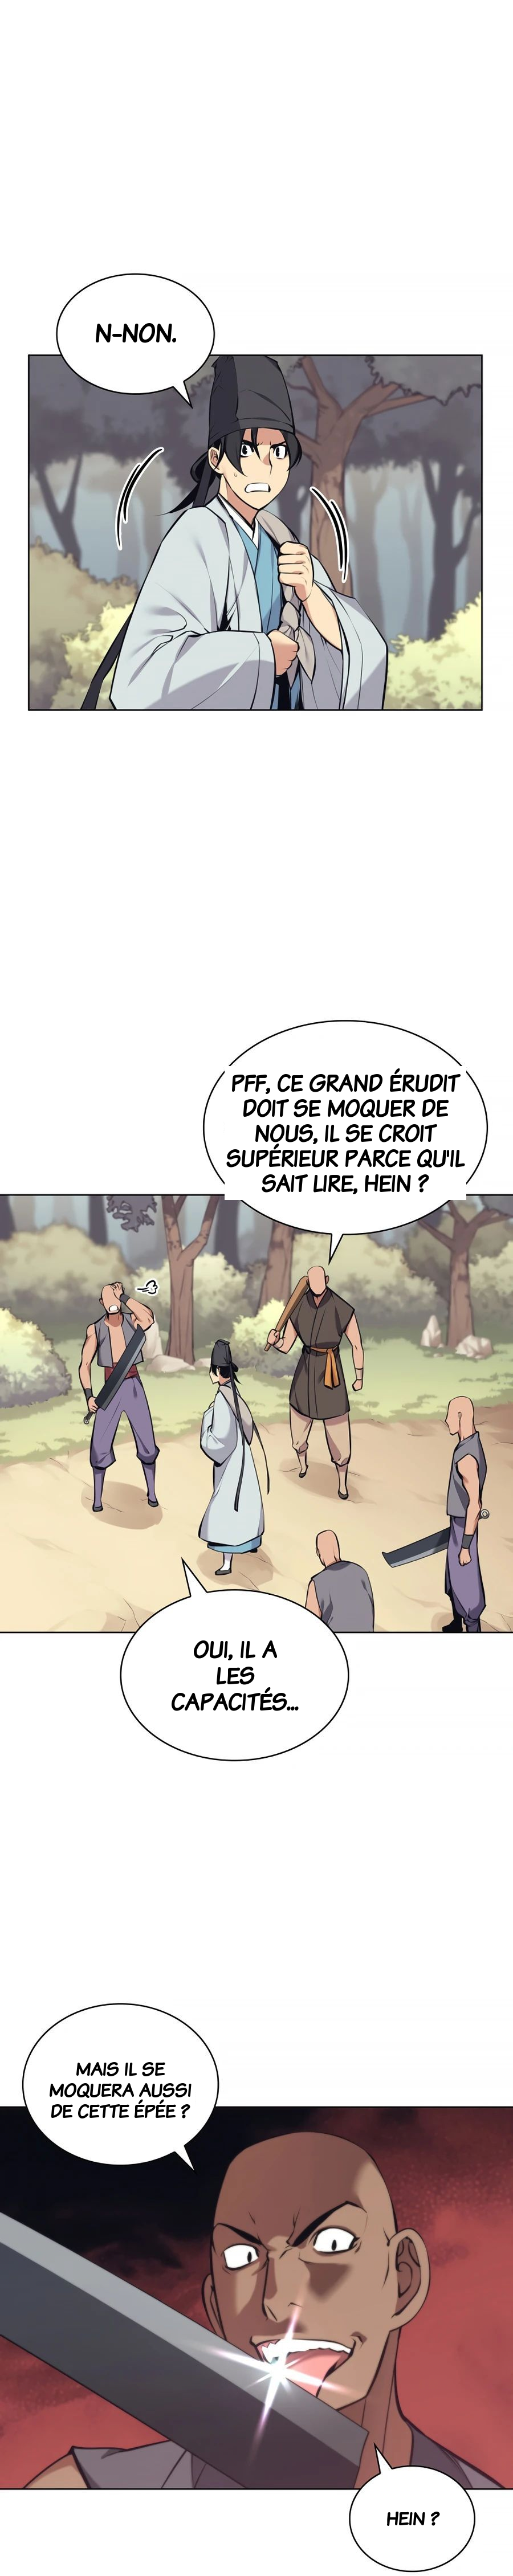 N-NON.
PFF, CE GRAND ÉRUDIT
DOIT SE MOQUER DE
NOUS, IL SE CROIT
SUPÉRIEUR PARCE QU'IL
SAIT LIRE, HEIN ?
OUI, IL A
LES
CAPACITÉS...
MAIS IL SE
MOQUERA AUSSI
DE CETTE ÉPÉE ?
HEIN ?